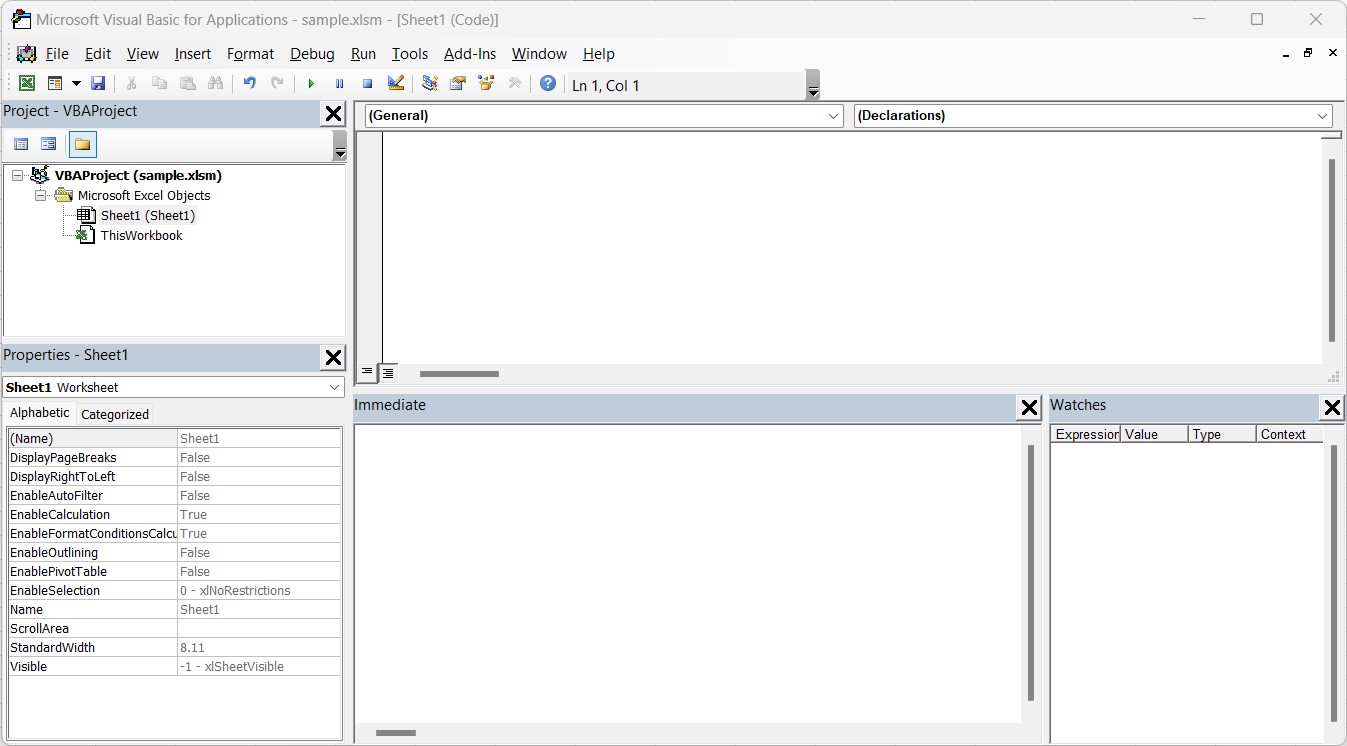 Microsoft Visual Basic for Applications - sample.xlsm - [Sheet1 (Code)]
File Edit View Insert Format Debug Run Tools Add-Ins Window Help
Ln 1, Col 1
Project - VBAProject
VBAProject (sample.xlsm)
Microsoft Excel Objects
Sheet1 (Sheet1)
ThisWorkbook
Properties - Sheet1
Sheet1 Worksheet
Alphabetic Categorized
(Name) Sheet1
DisplayPageBreaks False
DisplayRightToLeft False
EnableAutoFilter False
EnableCalculation True
EnableFormatConditionsCalcu True
EnableOutlining False
EnablePivotTable False
EnableSelection 0 - xlNoRestrictions
Name Sheet1
ScrollArea
StandardWidth 8.11
Visible -1 - xlSheetVisible
(General) (Declarations)
Immediate
Watches
Expression Value Type Context